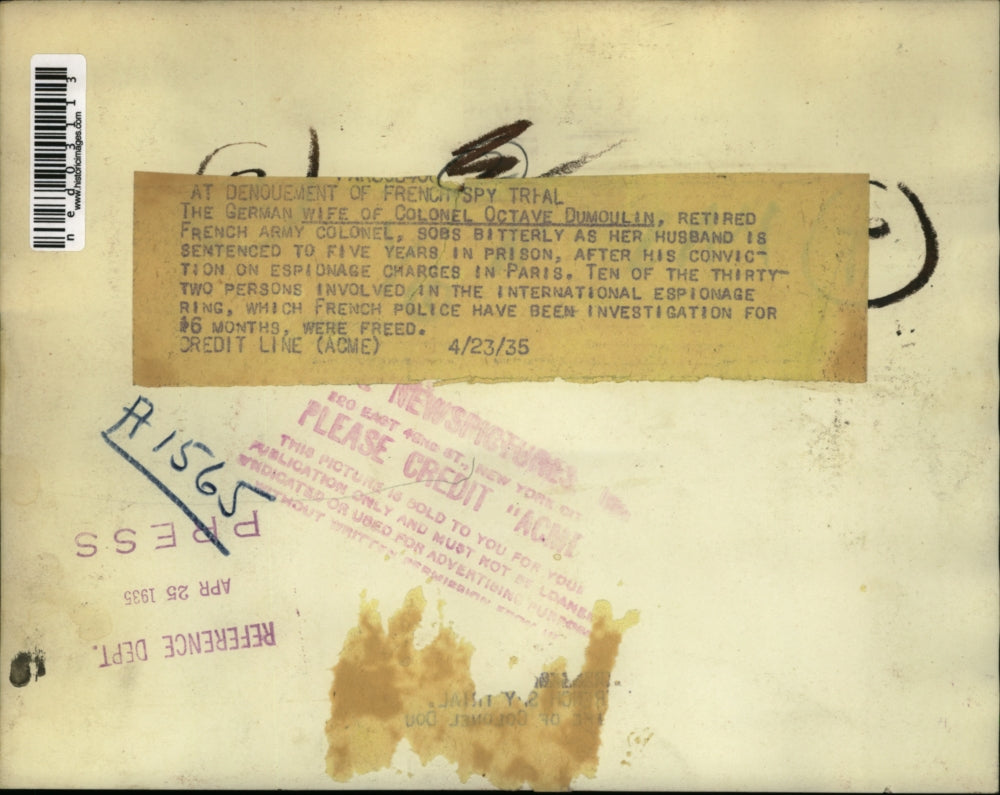 AT DENOUEMENT OF FRENCH SPY TRIAL
THE GERMAN WIFE OF COLONEL OCTAVE DUMOULIN, RETIRED
FRENCH ARMY COLONEL, SOBS BITTERLY AS HER HUSBAND IS
SENTENCED TO FIVE YEARS IN PRISON, AFTER HIS CONVIC-
TION ON ESPIONAGE CHARGES IN PARIS. TEN OF THE THIRTY-
TWO PERSONS INVOLVED IN THE INTERNATIONAL ESPIONAGE
RING, WHICH FRENCH POLICE HAVE BEEN INVESTIGATION FOR
16 MONTHS, WERE FREED.
CREDIT LINE (ACME) 4/23/35
ned03113
www.historicimages.com
A1565
NEWSPICTURES
220 EAST 42ND ST., NEW YORK CITY
PLEASE CREDIT "ACME
THIS PICTURE IS SOLD TO YOU FOR YOUR
PUBLICATION ONLY AND MUST NOT BE LOANED
SYNDICATED OR USED FOR ADVERTISING PURPOSES
WITHOUT WRITTEN PERMISSION FROM US
PRESS
APR 25 1935
REFERENCE DEPT.
OF COLONEL DOU